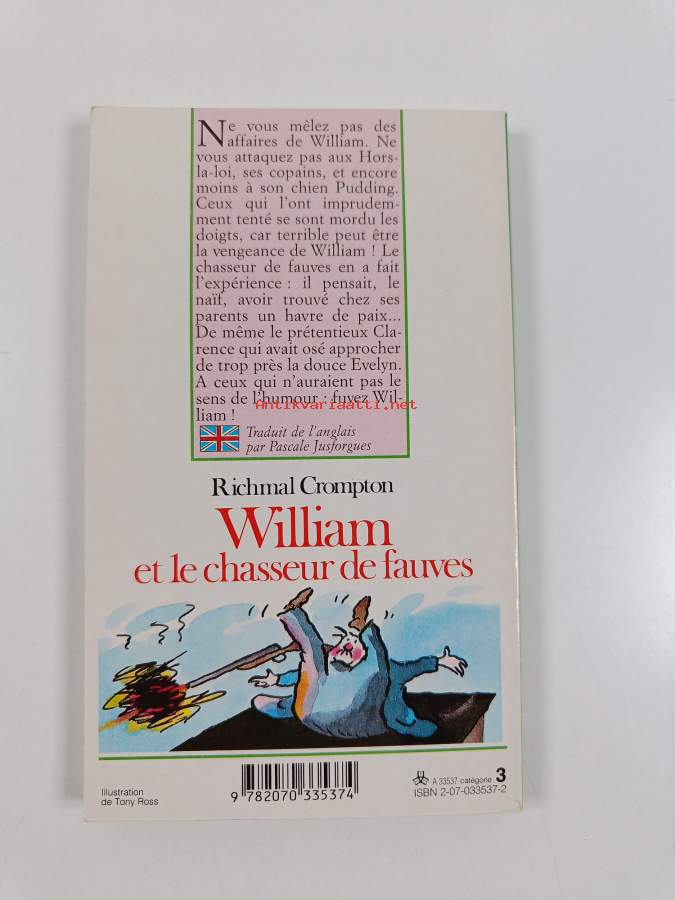 Ne vous mêlez pas des
affaires de William. Ne
vous attaquez pas aux Hors-
la-loi, ses copains, et encore
moins à son chien Pudding.
Ceux qui l'ont imprudem-
ment tenté se sont mordu les
doigts, car terrible peut être
la vengeance de William ! Le
chasseur de fauves en a fait
l'expérience : il pensait, le
naïf, avoir trouvé chez ses
parents un havre de paix...
De même le prétentieux Cla-
rence qui avait osé approcher
de trop près la douce Evelyn.
A ceux qui n'auraient pas le
sens de l'humour : fuyez Wil-
liam !
Antikvariaatti.net
Traduit de l'anglais
par Pascale Jusforgues
Richmal Crompton
William
et le chasseur de fauves
Illustration
de Tony Ross
9 782070 335374
A 33537 catégorie 3
ISBN 2-07-033537-2